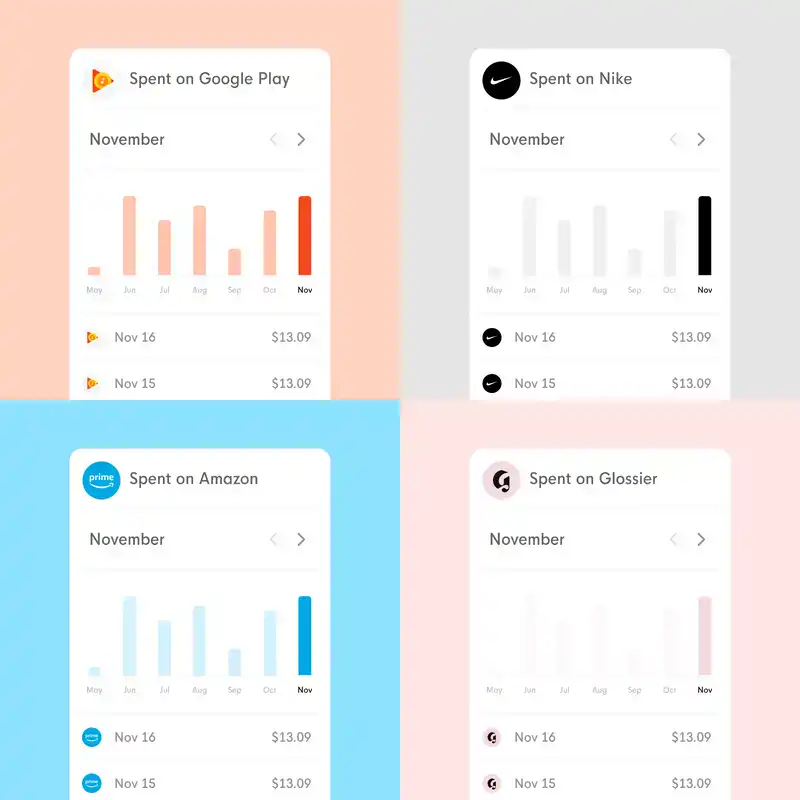 Spent on Google Play
November
May Jun Jul Aug Sep Oct Nov
Nov 16 $13.09
Nov 15 $13.09
Spent on Nike
November
May Jun Jul Aug Sep Oct Nov
Nov 16 $13.09
Nov 15 $13.09
prime
Spent on Amazon
November
May Jun Jul Aug Sep Oct Nov
prime
Nov 16 $13.09
prime
Nov 15 $13.09
G
Spent on Glossier
November
May Jun Jul Aug Sep Oct Nov
G
Nov 16 $13.09
G
Nov 15 $13.09